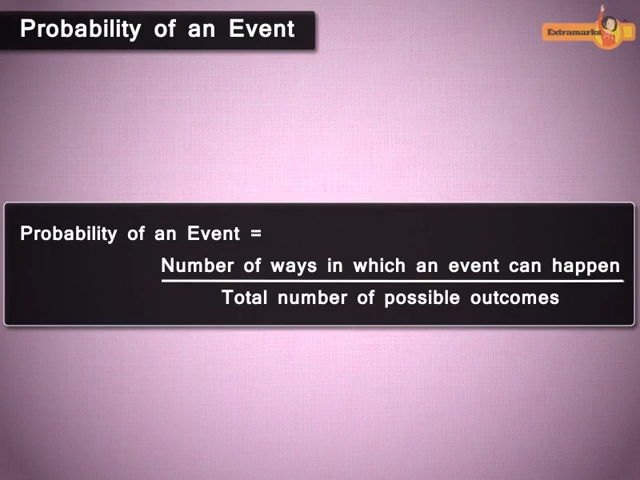 Probability of an Event
Extramarks
Probability of an Event =
Number of ways in which an event can happen
Total number of possible outcomes